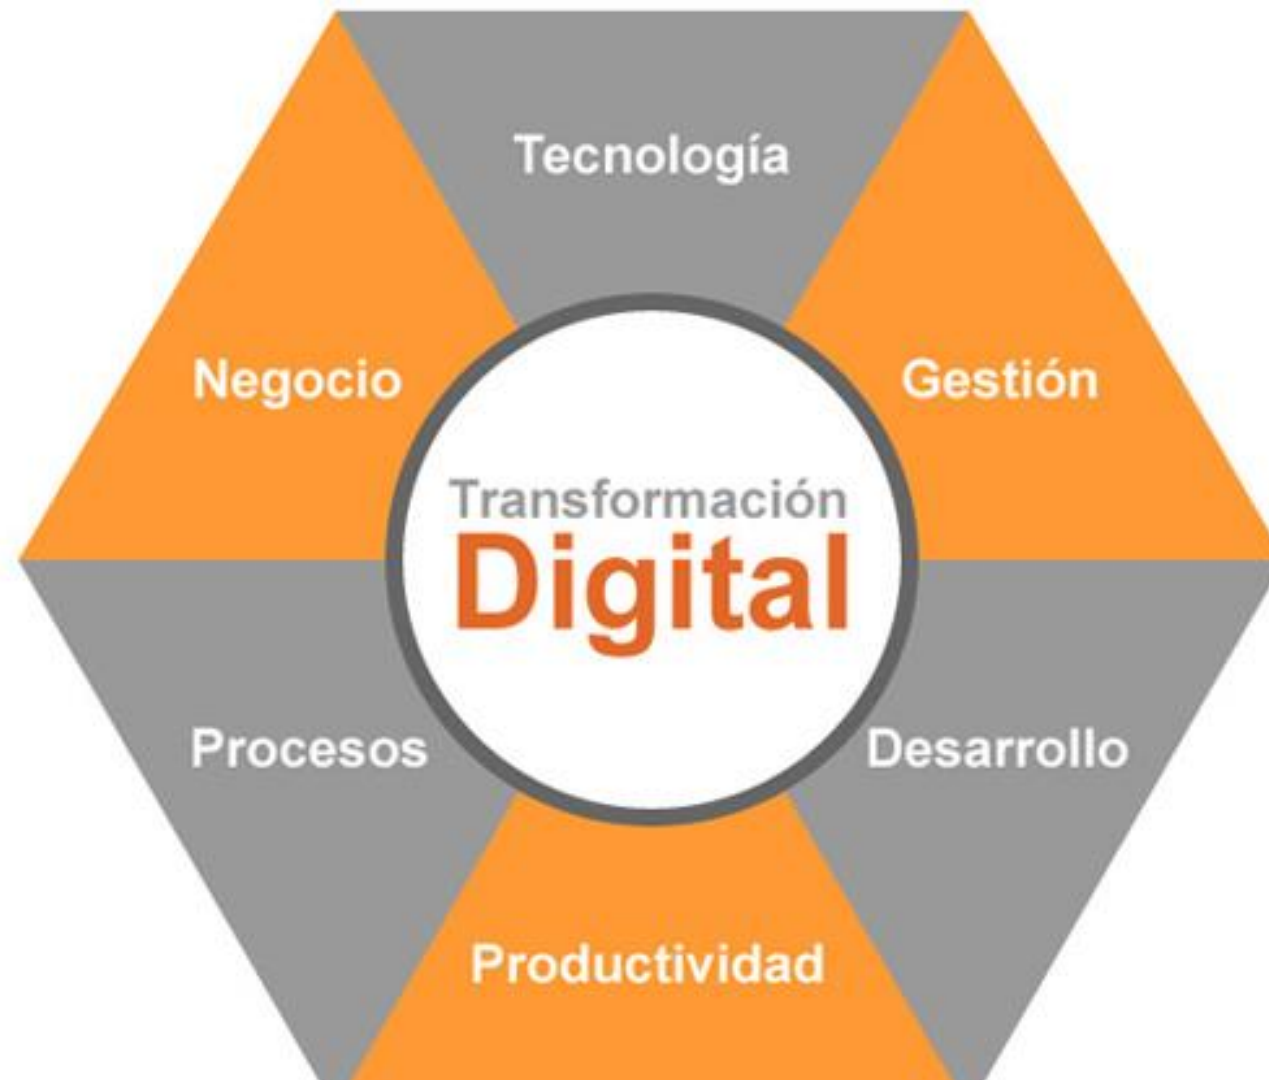 Tecnología
Negocio
Gestión
Transformación
Digital
Procesos
Desarrollo
Productividad